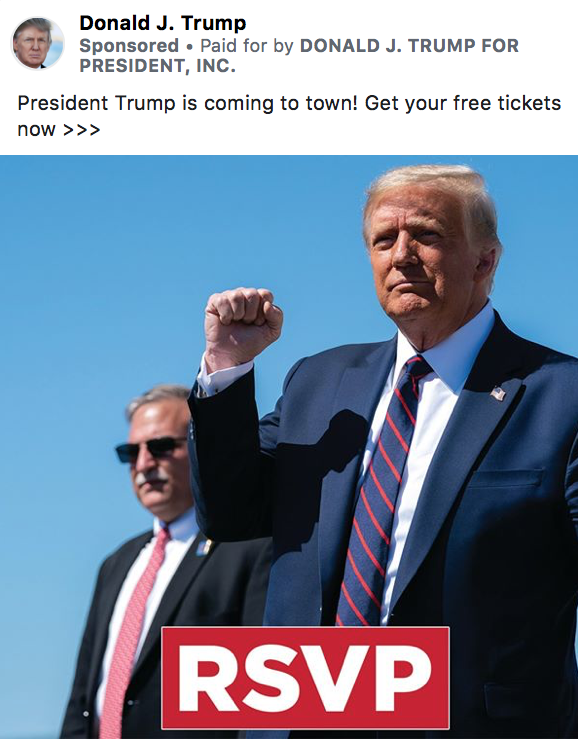 Donald J. Trump
Sponsored • Paid for by DONALD J. TRUMP FOR
PRESIDENT, INC.
President Trump is coming to town! Get your free tickets
now >>>
RSVP